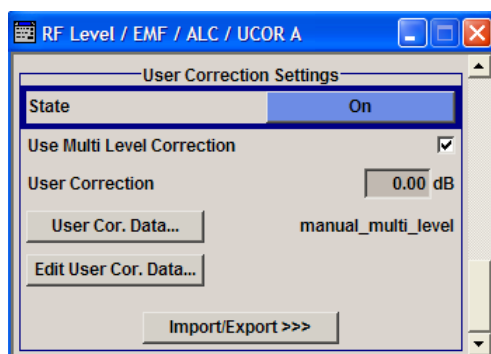 RF Level / EMF / ALC / UCOR A
User Correction Settings
State On
Use Multi Level Correction
User Correction 0.00 dB
User Cor. Data... manual_multi_level
Edit User Cor. Data...
Import/Export >>>